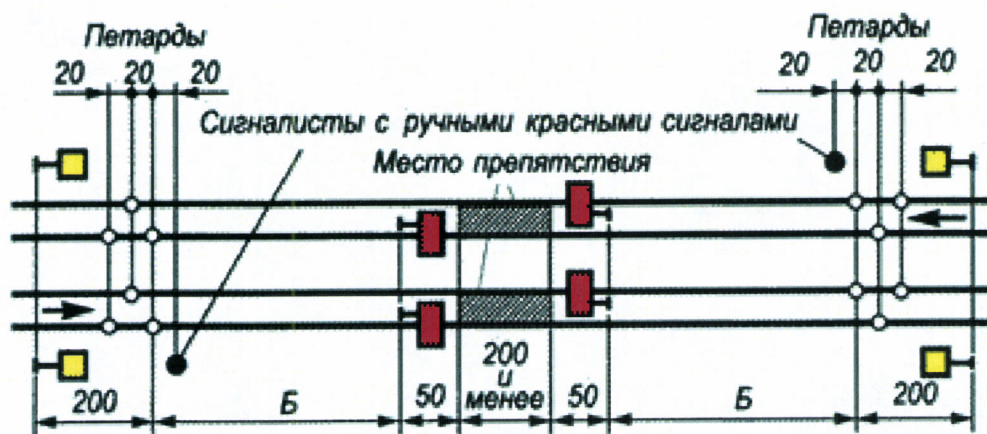 Петарды
20 20 20
Петарды
20 20 20
Сигналисты с ручными красными сигналами
Место препятствия
200 Б 50 200 и менее 50 Б 200